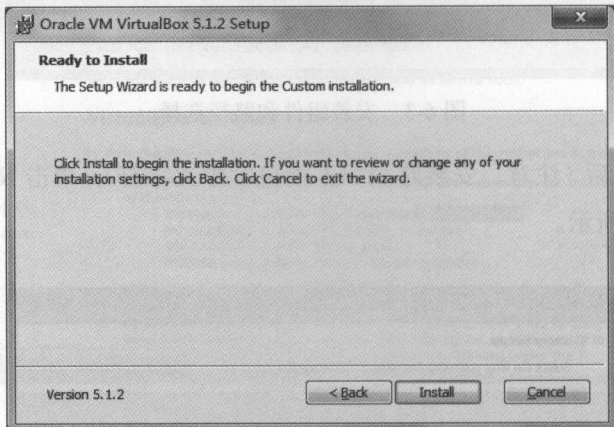 Oracle VM VirtualBox 5.1.2 Setup
Ready to Install
The Setup Wizard is ready to begin the Custom installation.
Click Install to begin the installation. If you want to review or change any of your
installation settings, click Back. Click Cancel to exit the wizard.
Version 5.1.2
< Back
Install
Cancel